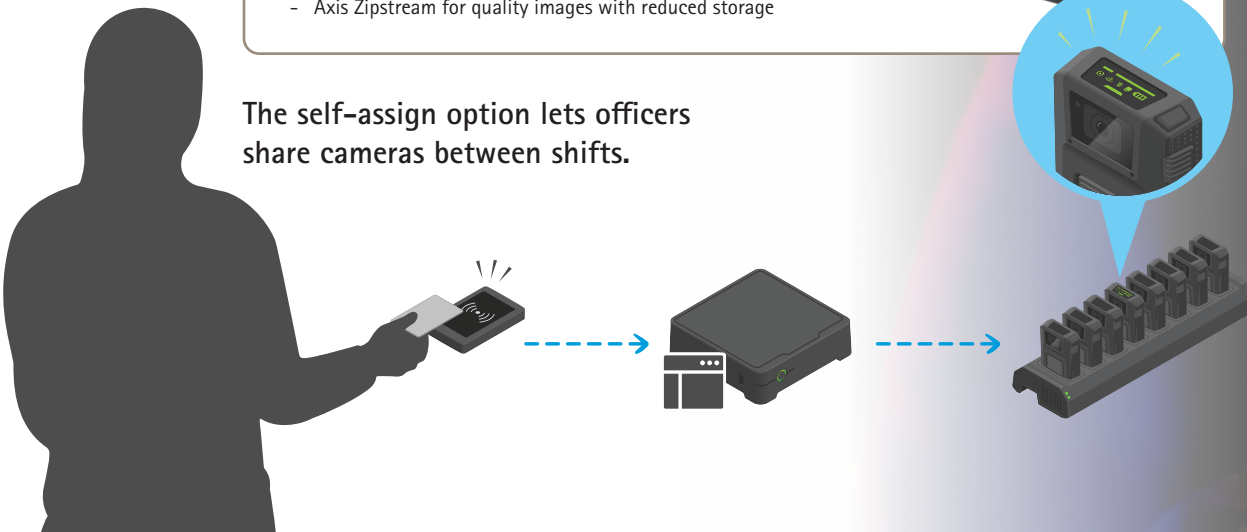 - Axis Zipstream for quality images with reduced storage
The self-assign option lets officers
share cameras between shifts.